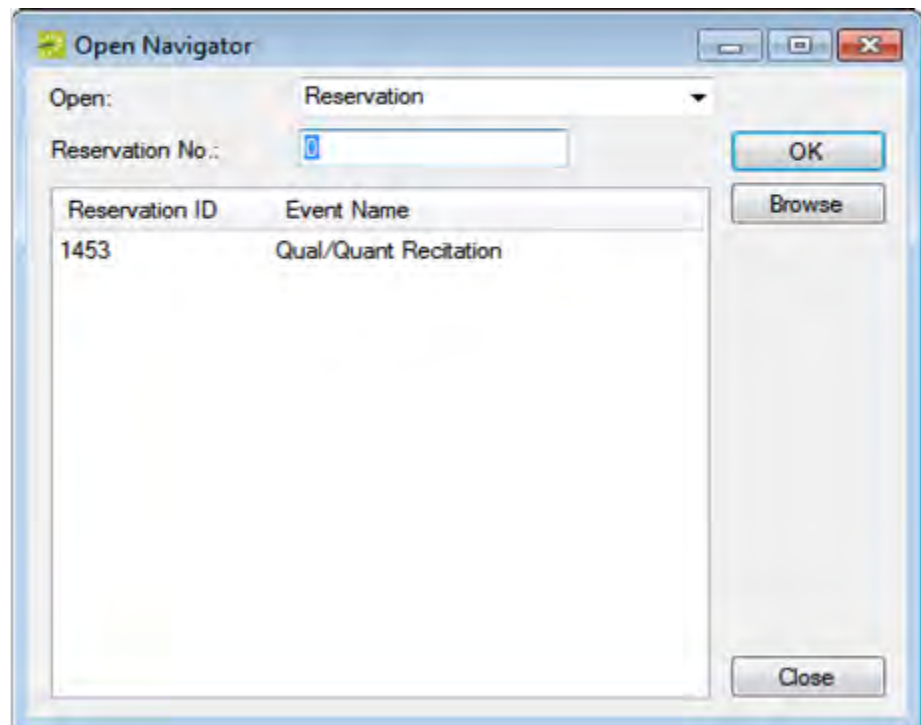 Open Navigator
Open: Reservation
Reservation No.: 0
OK
Browse
Reservation ID Event Name
1453 Qual/Quant Recitation
Close